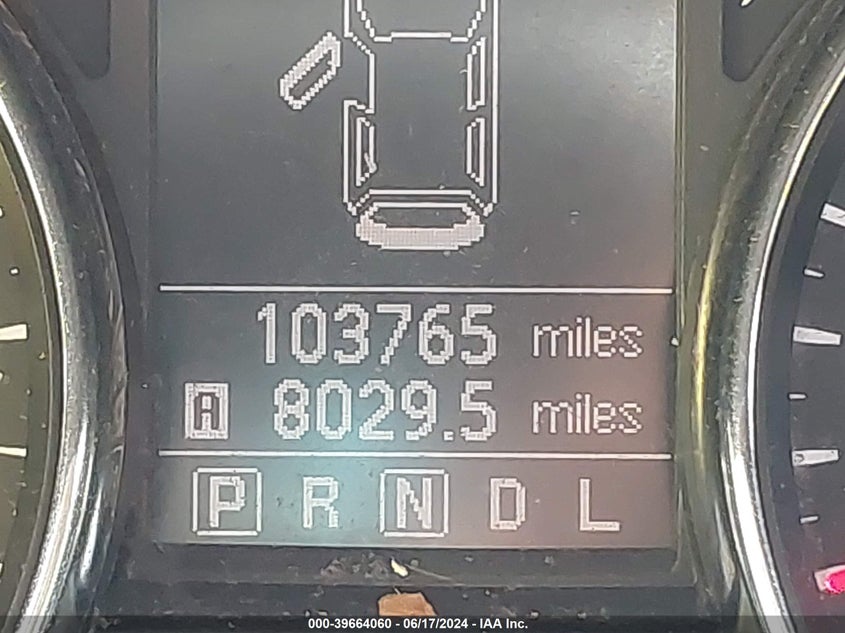 103765 miles
A 8029.5 miles
P R N D L
000-39664060 - 06/17/2024 - IAA Inc.